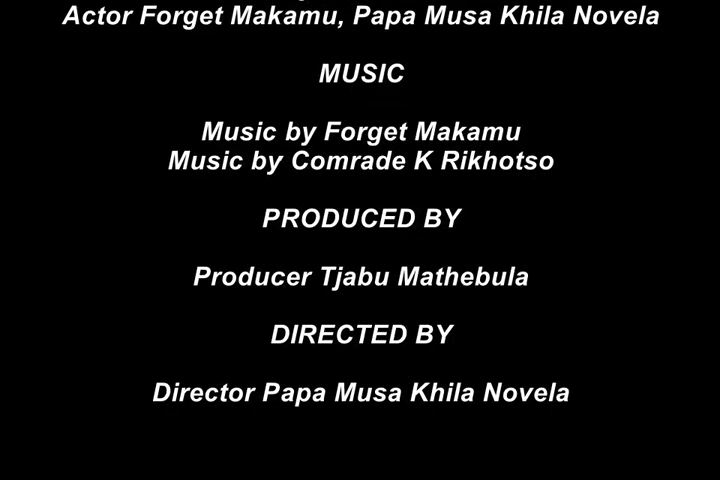 Actor Forget Makamu, Papa Musa Khila Novela
MUSIC
Music by Forget Makamu
Music by Comrade K Rikhotso
PRODUCED BY
Producer Tjabu Mathebula
DIRECTED BY
Director Papa Musa Khila Novela